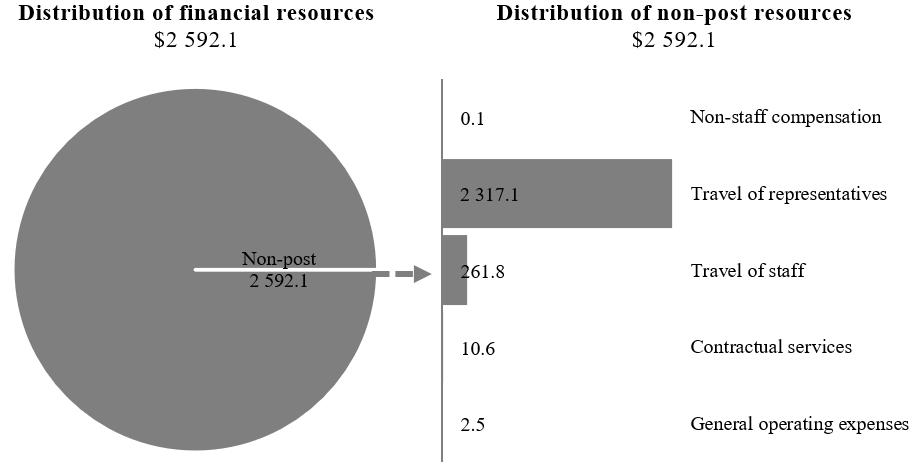 Distribution of financial resources
$2 592.1
Non-post
2 592.1
Distribution of non-post resources
$2 592.1
0.1 Non-staff compensation
2 317.1 Travel of representatives
261.8 Travel of staff
10.6 Contractual services
2.5 General operating expenses